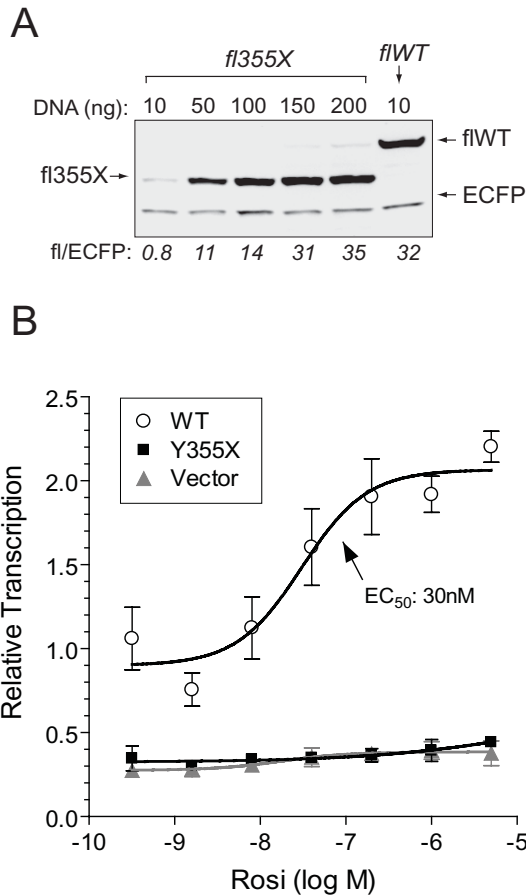 A
fl355X
flWT
DNA (ng): 10 50 100 150 200 10
flWT
fl355X
ECFP
fl/ECFP: 0.8 11 14 31 35 32
B
2.5
2.0
1.5
1.0
0.5
0.0
Relative Transcription
WT
Y355X
Vector
EC50: 30nM
-10 -9 -8 -7 -6 -5
Rosi (log M)